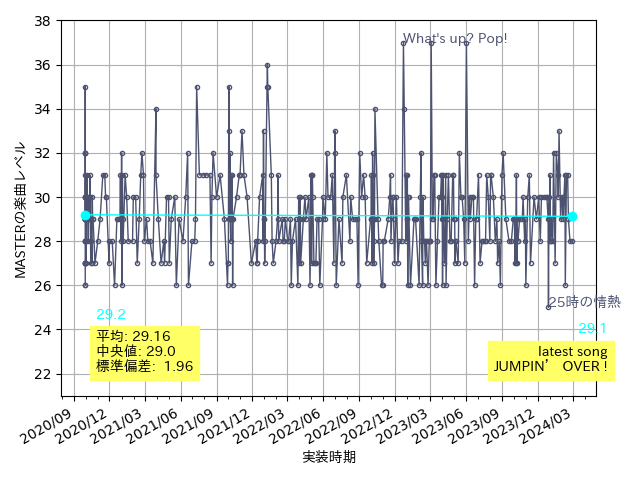 38
36
34
32
30
28
26
24
22
MASTERの楽曲レベル
What's up? Pop!
25時の情熱
29.2
29.1
平均: 29.16
中央値: 29.0
標準偏差: 1.96
latest song
JUMPIN’ OVER !
2020/09
2020/12
2021/03
2021/06
2021/09
2021/12
2022/03
2022/06
2022/09
2022/12
2023/03
2023/06
2023/09
2023/12
2024/03
実装時期